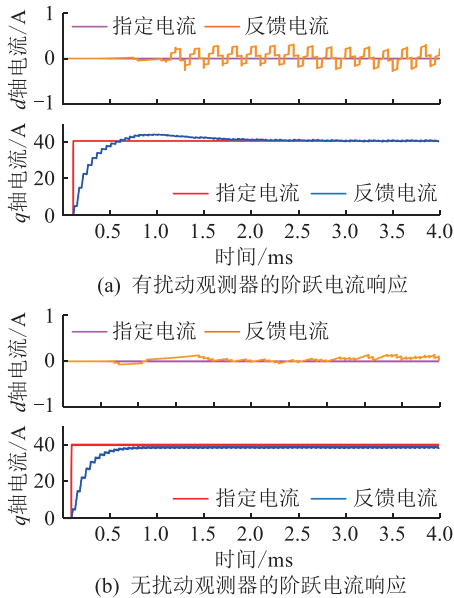 1
0
−1
d轴电流/A
指定电流 反馈电流
40
20
0
q轴电流/A
指定电流 反馈电流
0.5 1.0 1.5 2.0 2.5 3.0 3.5 4.0
时间/ms
(a) 有扰动观测器的阶跃电流响应
1
0
−1
d轴电流/A
指定电流 反馈电流
40
20
0
q轴电流/A
指定电流 反馈电流
0.5 1.0 1.5 2.0 2.5 3.0 3.5 4.0
时间/ms
(b) 无扰动观测器的阶跃电流响应